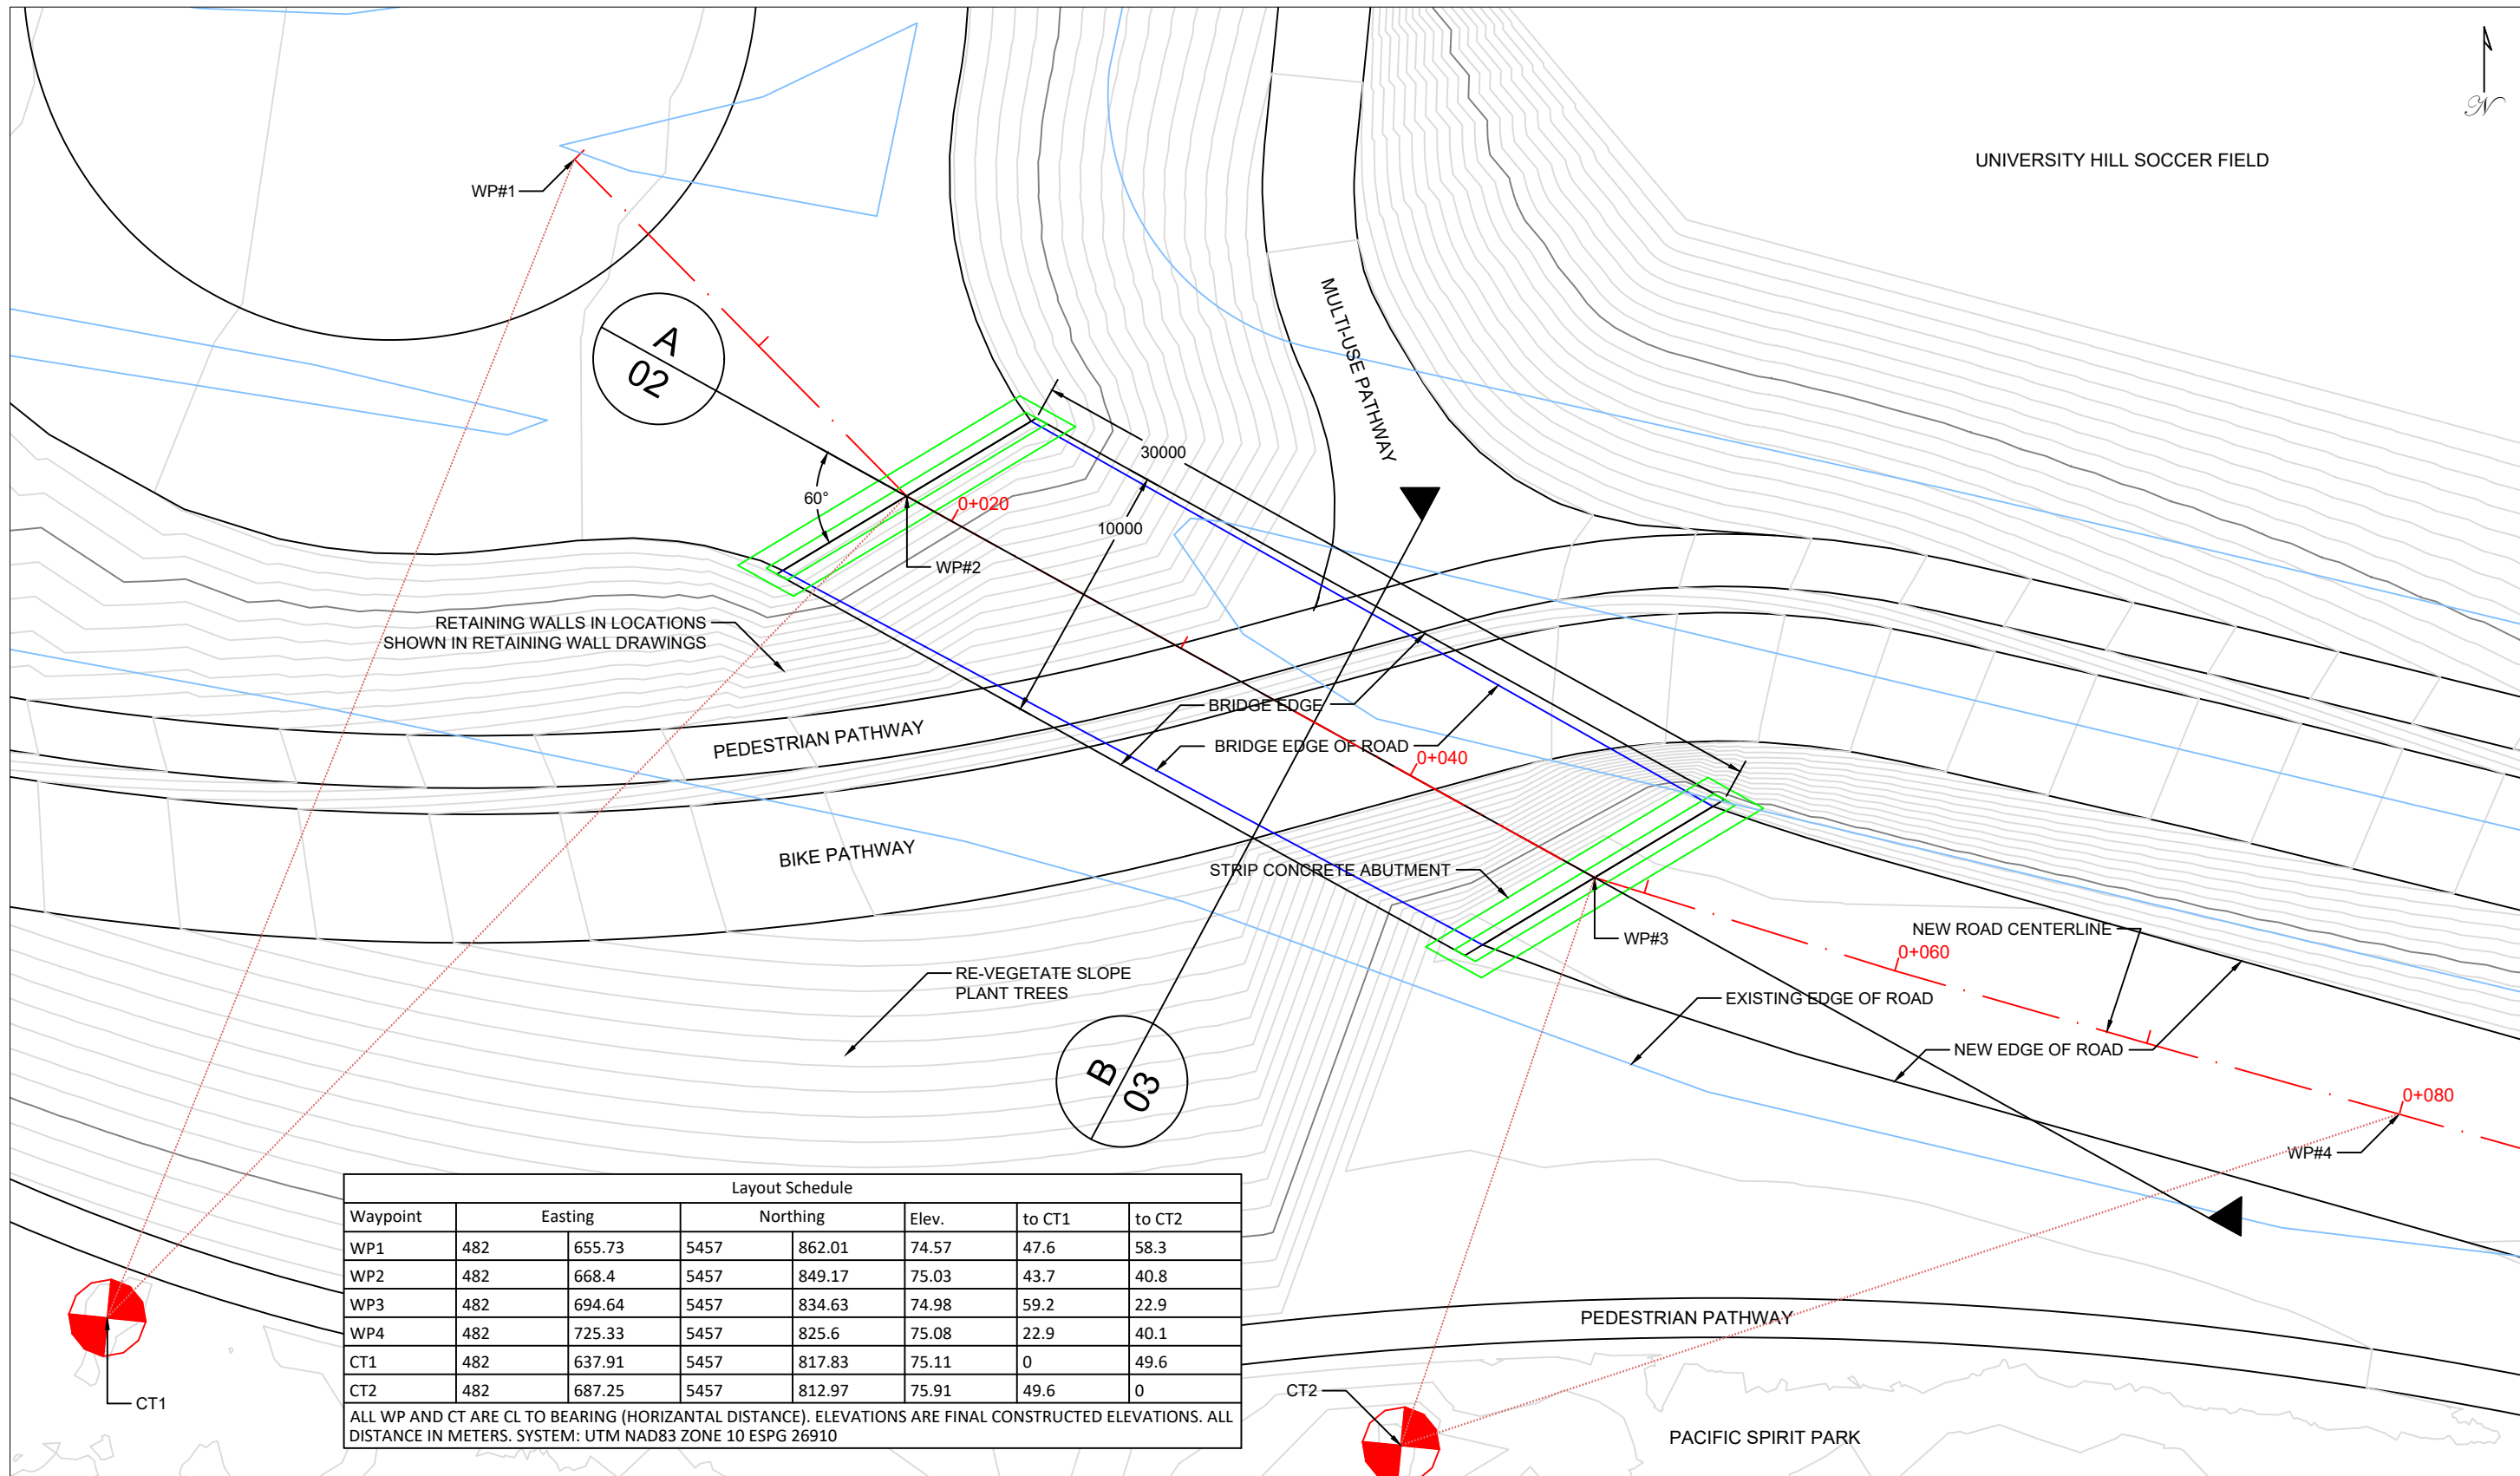 N
UNIVERSITY HILL SOCCER FIELD
WP#1
MULTI-USE PATHWAY
A
02
30000
60°
0+020
10000
WP#2
RETAINING WALLS IN LOCATIONS
SHOWN IN RETAINING WALL DRAWINGS
BRIDGE EDGE
PEDESTRIAN PATHWAY
BRIDGE EDGE OF ROAD
0+040
BIKE PATHWAY
STRIP CONCRETE ABUTMENT
WP#3
NEW ROAD CENTERLINE
0+060
RE-VEGETATE SLOPE
PLANT TREES
EXISTING EDGE OF ROAD
NEW EDGE OF ROAD
B
03
0+080
WP#4
Layout Schedule
Waypoint Easting Northing Elev. to CT1 to CT2
WP1 482 655.73 5457 862.01 74.57 47.6 58.3
WP2 482 668.4 5457 849.17 75.03 43.7 40.8
WP3 482 694.64 5457 834.63 74.98 59.2 22.9
WP4 482 725.33 5457 825.6 75.08 22.9 40.1
CT1 482 637.91 5457 817.83 75.11 0 49.6
CT2 482 687.25 5457 812.97 75.91 49.6 0
ALL WP AND CT ARE CL TO BEARING (HORIZANTAL DISTANCE). ELEVATIONS ARE FINAL CONSTRUCTED ELEVATIONS. ALL
DISTANCE IN METERS. SYSTEM: UTM NAD83 ZONE 10 ESPG 26910
PEDESTRIAN PATHWAY
CT1
CT2
PACIFIC SPIRIT PARK